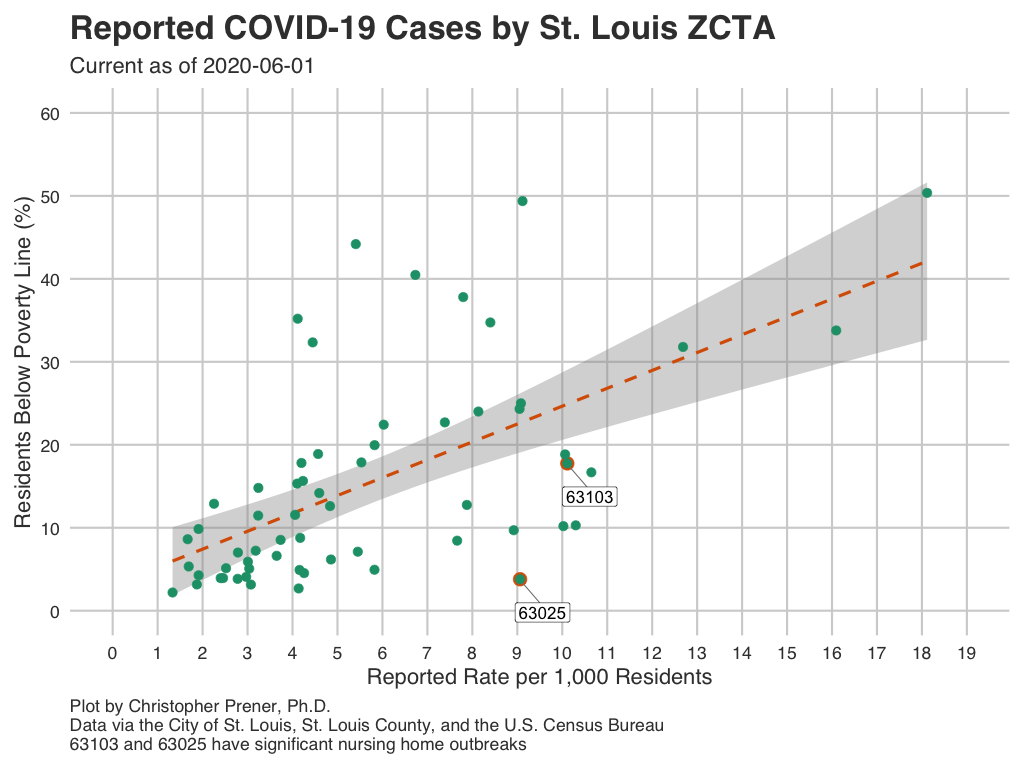 Reported COVID-19 Cases by St. Louis ZCTA
Current as of 2020-06-01
60
50
40
30
20
10
0
Residents Below Poverty Line (%)
63103
63025
0 1 2 3 4 5 6 7 8 9 10 11 12 13 14 15 16 17 18 19
Reported Rate per 1,000 Residents
Plot by Christopher Prener, Ph.D.
Data via the City of St. Louis, St. Louis County, and the U.S. Census Bureau
63103 and 63025 have significant nursing home outbreaks